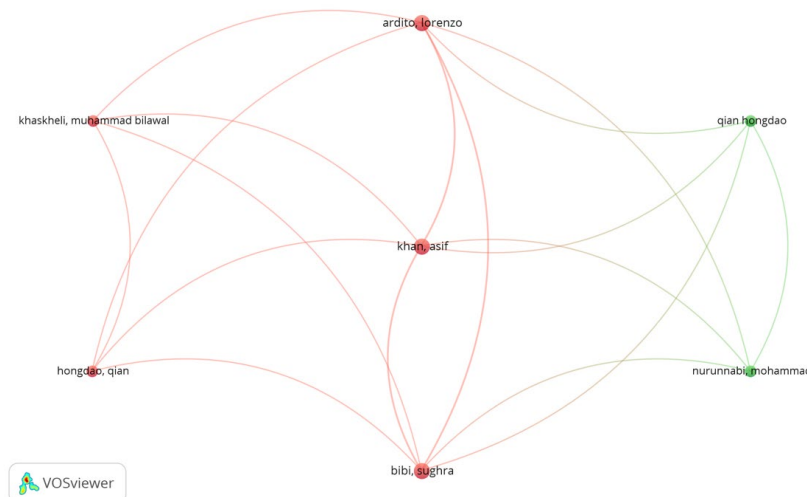 ardito, lorenzo
khaskheli, muhammad bilawal
qian hongdao
khan, asif
hongdao, qian
nurunnabi, mohammad
bibi, sughra
VOSviewer